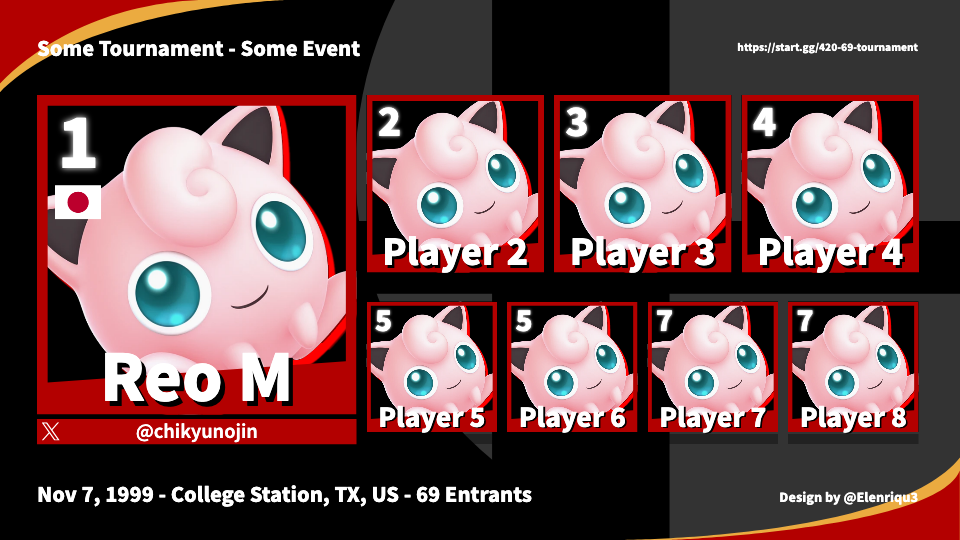 Some Tournament - Some Event
https://start.gg/420-69-tournament
1
Reo M
@chikyunojin
2
Player 2
3
Player 3
4
Player 4
5
Player 5
5
Player 6
7
Player 7
7
Player 8
Nov 7, 1999 - College Station, TX, US - 69 Entrants
Design by @Elenriqu3